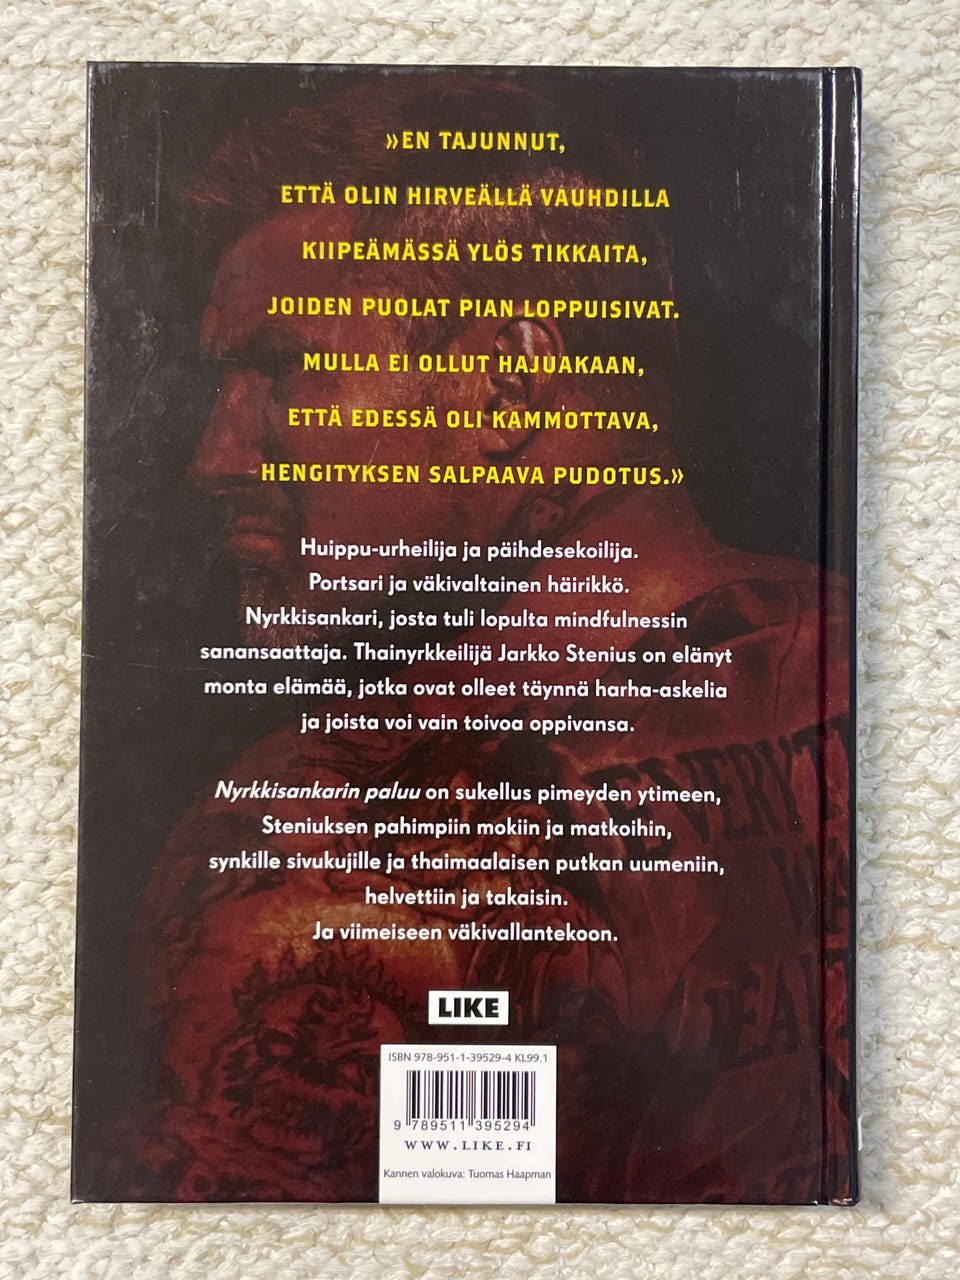 »EN TAJUNNUT,
ETTÄ OLIN HIRVEÄLLÄ VAUHDILLA
KIIPEÄMÄSSÄ YLÖS TIKKAITA,
JOIDEN PUOLAT PIAN LOPPUISIVAT.
MULLA EI OLLUT HAJUAKAAN,
ETTÄ EDESSÄ OLI KAMMOTTAVA,
HENGITYKSEN SALPAAVA PUDOTUS.»
Huippu-urheilija ja päihdesekoilija.
Portsari ja väkivaltainen häirikkö.
Nyrkkisankari, josta tuli lopulta mindfulnessin
sanansaattaja. Thainyrkkeilijä Jarkko Stenius on elänyt
monta elämää, jotka ovat olleet täynnä harha-askelia
ja joista voi vain toivoa oppivansa.
Nyrkkisankarin paluu on sukellus pimeyden ytimeen,
Steniuksen pahimpiin mokiin ja matkoihin,
synkille sivukujille ja thaimaalaisen putkan uumeniin,
helvettiin ja takaisin.
Ja viimeiseen väkivallantekoon.
LIKE
ISBN 978-951-1-39529-4 KL99.1
9 789511 395294
WWW.LIKE.FI
Kannen valokuva: Tuomas Haapman